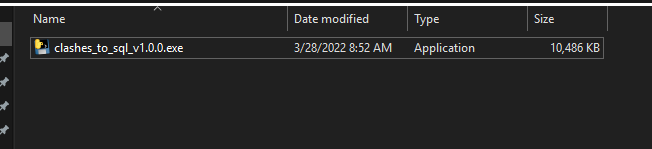 Name Date modified Type Size
clashes_to_sql_v1.0.0.exe 3/28/2022 8:52 AM Application 10,486 KB